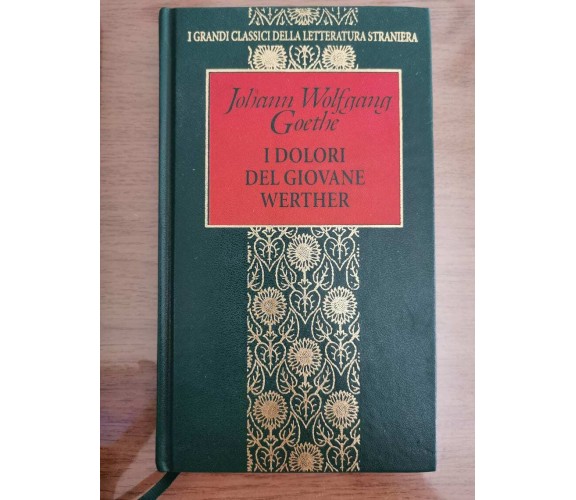 I GRANDI CLASSICI DELLA LETTERATURA STRANIERA
Johann Wolfgang
Goethe
I DOLORI
DEL GIOVANE
WERTHER